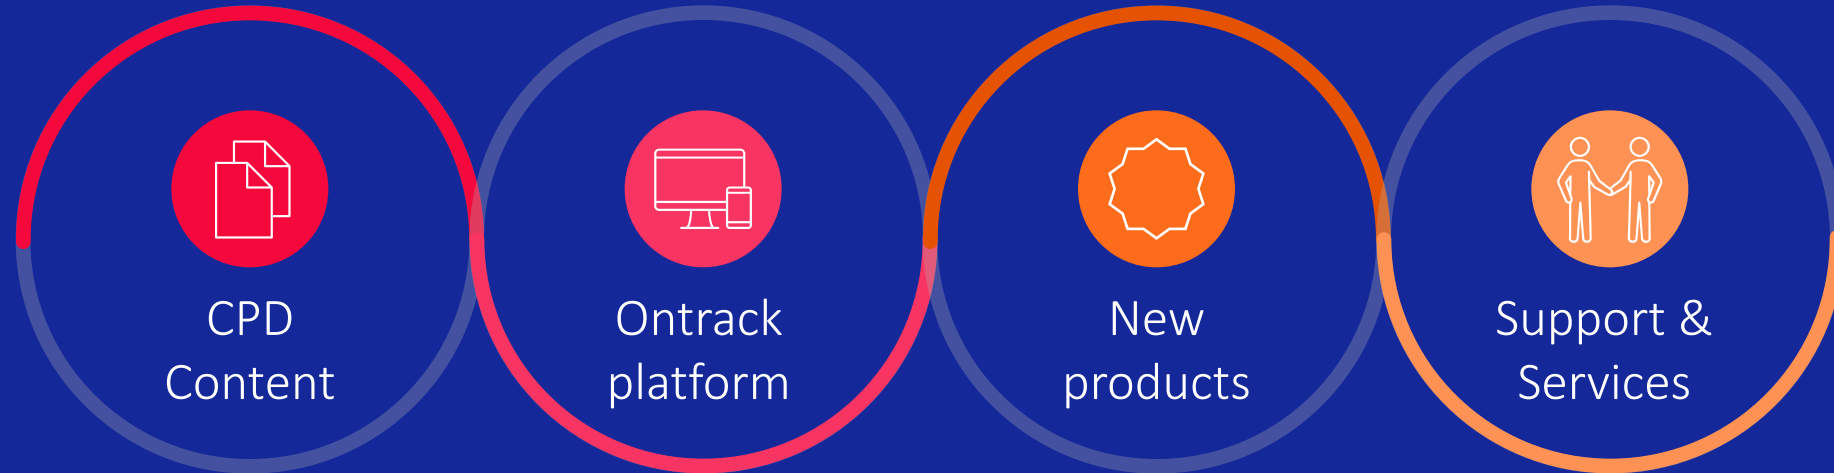 CPD
Content
Ontrack
platform
New
products
Support &
Services